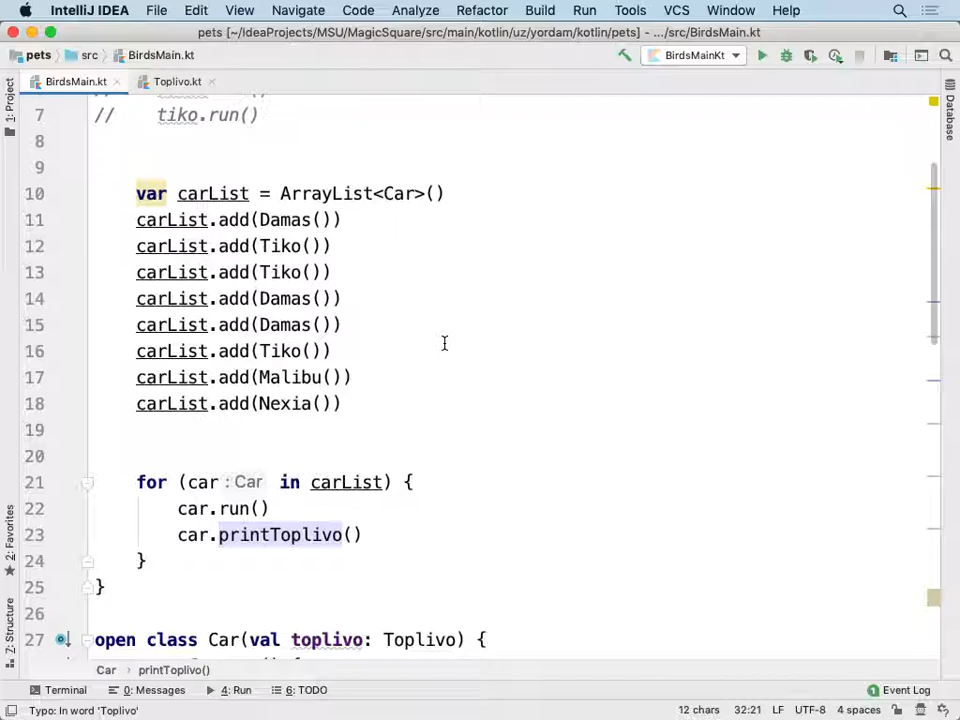 IntelliJ IDEA File Edit View Navigate Code Analyze Refactor Build Run Tools VCS Window Help
pets [~/IdeaProjects/MSU/MagicSquare/src/main/kotlin/uz/yordam/kotlin/pets] - .../src/BirdsMain.kt
pets src BirdsMain.kt BirdsMainKt
BirdsMain.kt Toplivo.kt
1: Project
Database
7 // tiko.run()
8
9
10 var carList = ArrayList<Car>()
11 carList.add(Damas())
12 carList.add(Tiko())
13 carList.add(Tiko())
14 carList.add(Damas())
15 carList.add(Damas())
16 carList.add(Tiko())
17 carList.add(Malibu())
18 carList.add(Nexia())
19
20
21 for (car : Car in carList) {
22 car.run()
23 car.printToplivo()
24 }
25 }
26
27 open class Car(val toplivo: Toplivo) {
2: Favorites
7: Structure
Car › printToplivo()
Terminal 0: Messages 4: Run 6: TODO 1 Event Log
Typo: In word 'Toplivo' 12 chars 32:21 LF UTF-8 4 spaces